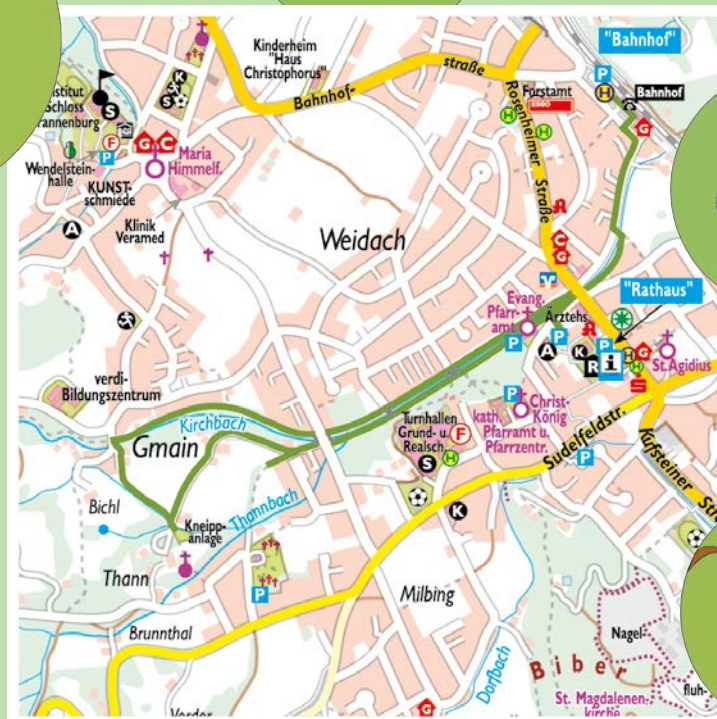 "Bahnhof"
Kinderheim
"Haus
Christophorus"
straße
Bahnhof-
P
H
Bahnhof
Forstamt
ESSO
H
H
G
Rosenheimer
Straße
K
S
Institut
Schloss
Brannenburg
S
F
P
G
C
Maria
Himmelf.
Wendelstein-
halle
KUNST-
schmiede
A
Klinik
Veramed
Weidach
C
G
"Rathaus"
Evang.
Pfarr-
amt
P
Ärztehs.
P
A
K
R
P
i
H
H
G
S
St.Ägidius
verdi-
Bildungszentrum
Kirchbach
Gmain
P
Christ-
König
kath.
Pfarramt u.
Pfarrzentr.
Turnhallen
Grund- u.
Realsch.
F
S
H
Sudelfeldstr.
P
Kufsteiner Str
K
Bichl
Thannbach
Kneipp-
anlage
Thann
P
Milbing
Brunnthal
Nagel-
Biber
fluh-
Dorfbach
G
St. Magdalenen-
kirche
Vorder